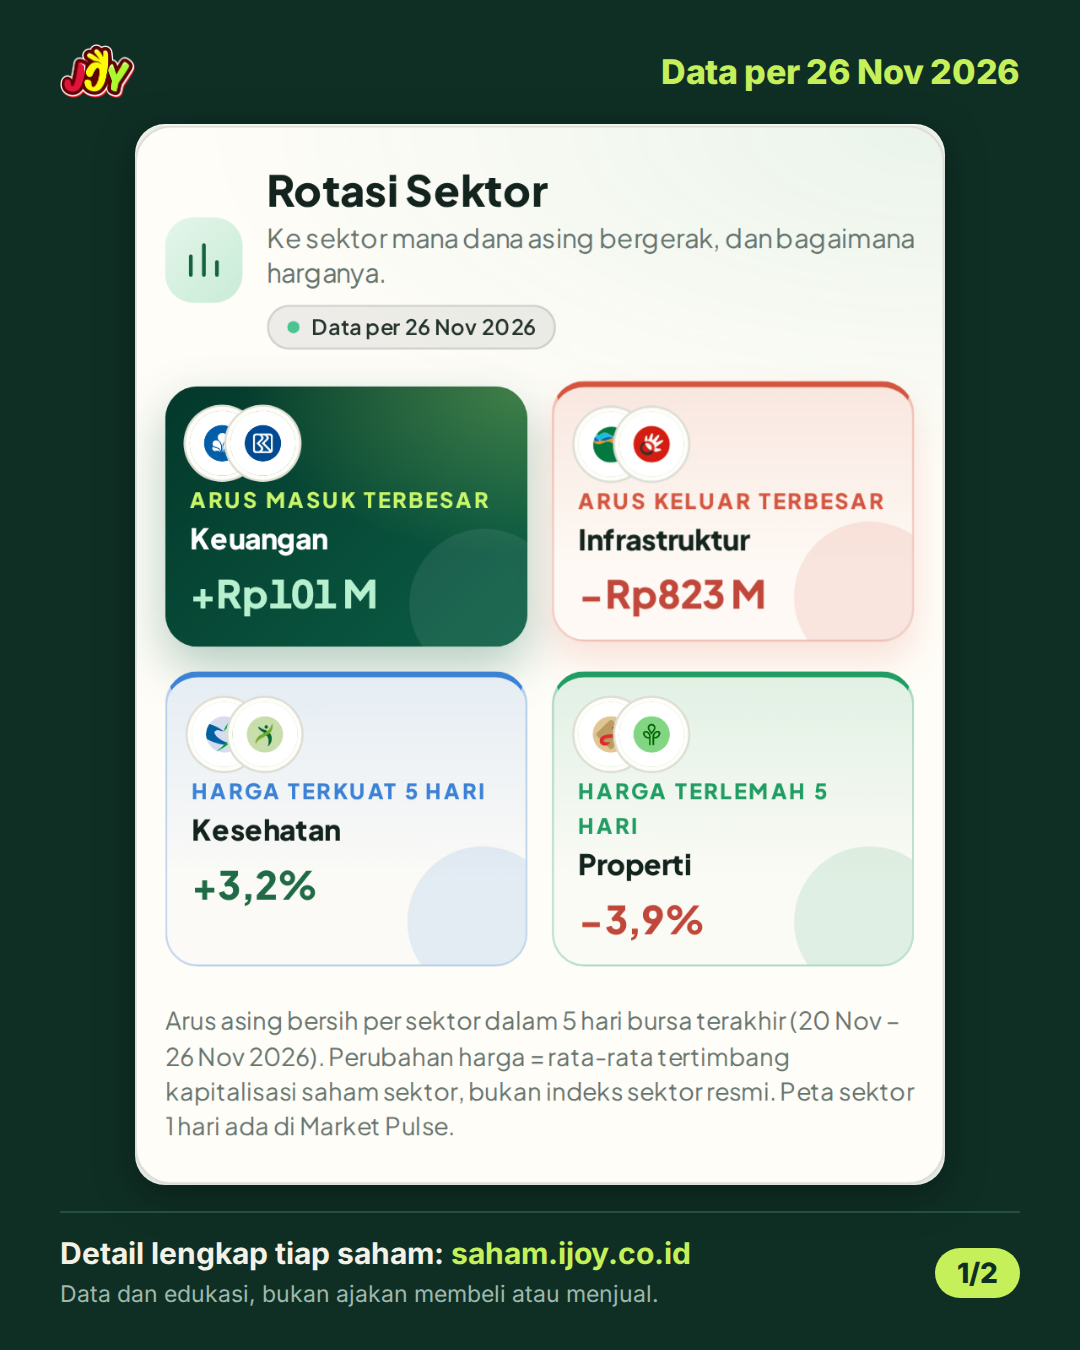 JOY
Data per 26 Nov 2026
Rotasi Sektor
Ke sektor mana dana asing bergerak, dan bagaimana
harganya.
Data per 26 Nov 2026
ARUS MASUK TERBESAR
Keuangan
+Rp101 M
ARUS KELUAR TERBESAR
Infrastruktur
−Rp823 M
HARGA TERKUAT 5 HARI
Kesehatan
+3,2%
HARGA TERLEMAH 5
HARI
Properti
−3,9%
Arus asing bersih per sektor dalam 5 hari bursa terakhir (20 Nov –
26 Nov 2026). Perubahan harga = rata-rata tertimbang
kapitalisasi saham sektor, bukan indeks sektor resmi. Peta sektor
1 hari ada di Market Pulse.
Detail lengkap tiap saham: saham.ijoy.co.id
Data dan edukasi, bukan ajakan membeli atau menjual.
1/2